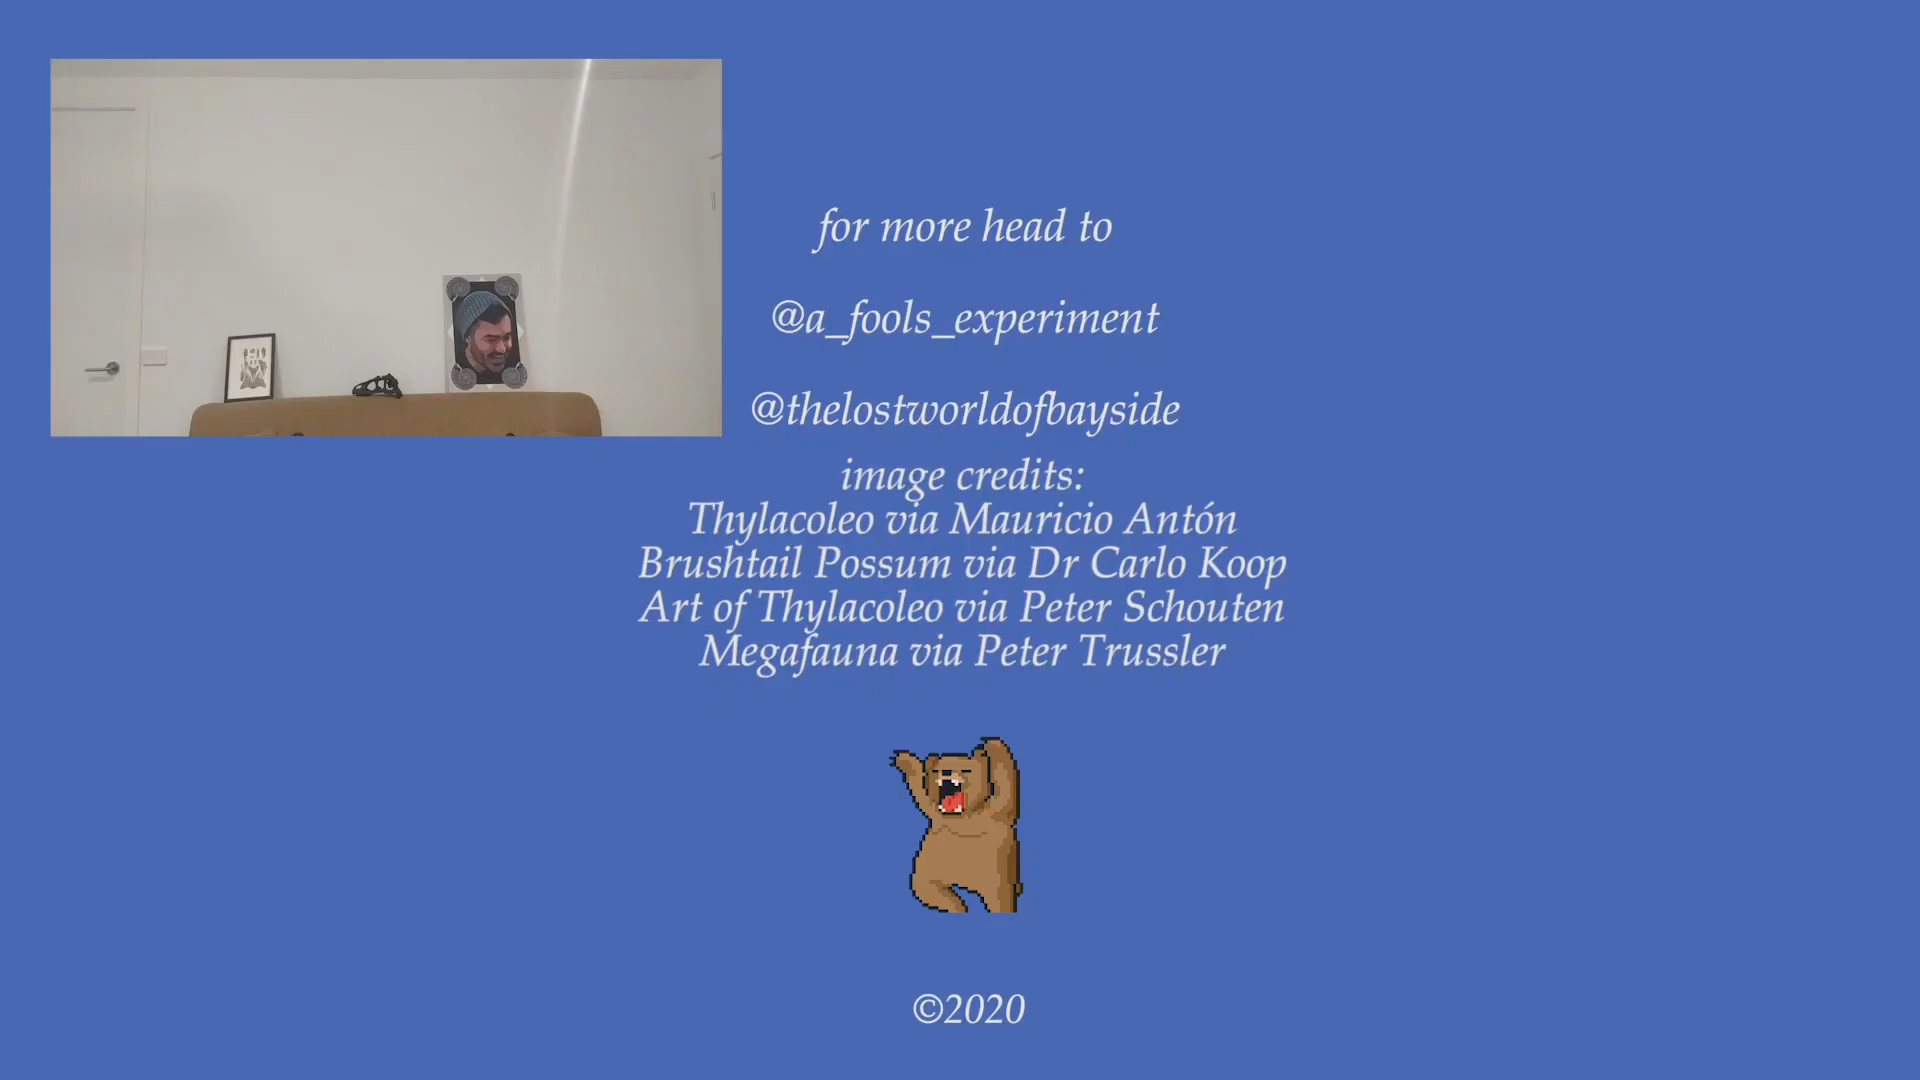 for more head to
@a_fools_experiment
@thelostworldofbayside
image credits:
Thylacoleo via Mauricio Antón
Brushtail Possum via Dr Carlo Koop
Art of Thylacoleo via Peter Schouten
Megafauna via Peter Trussler
©2020